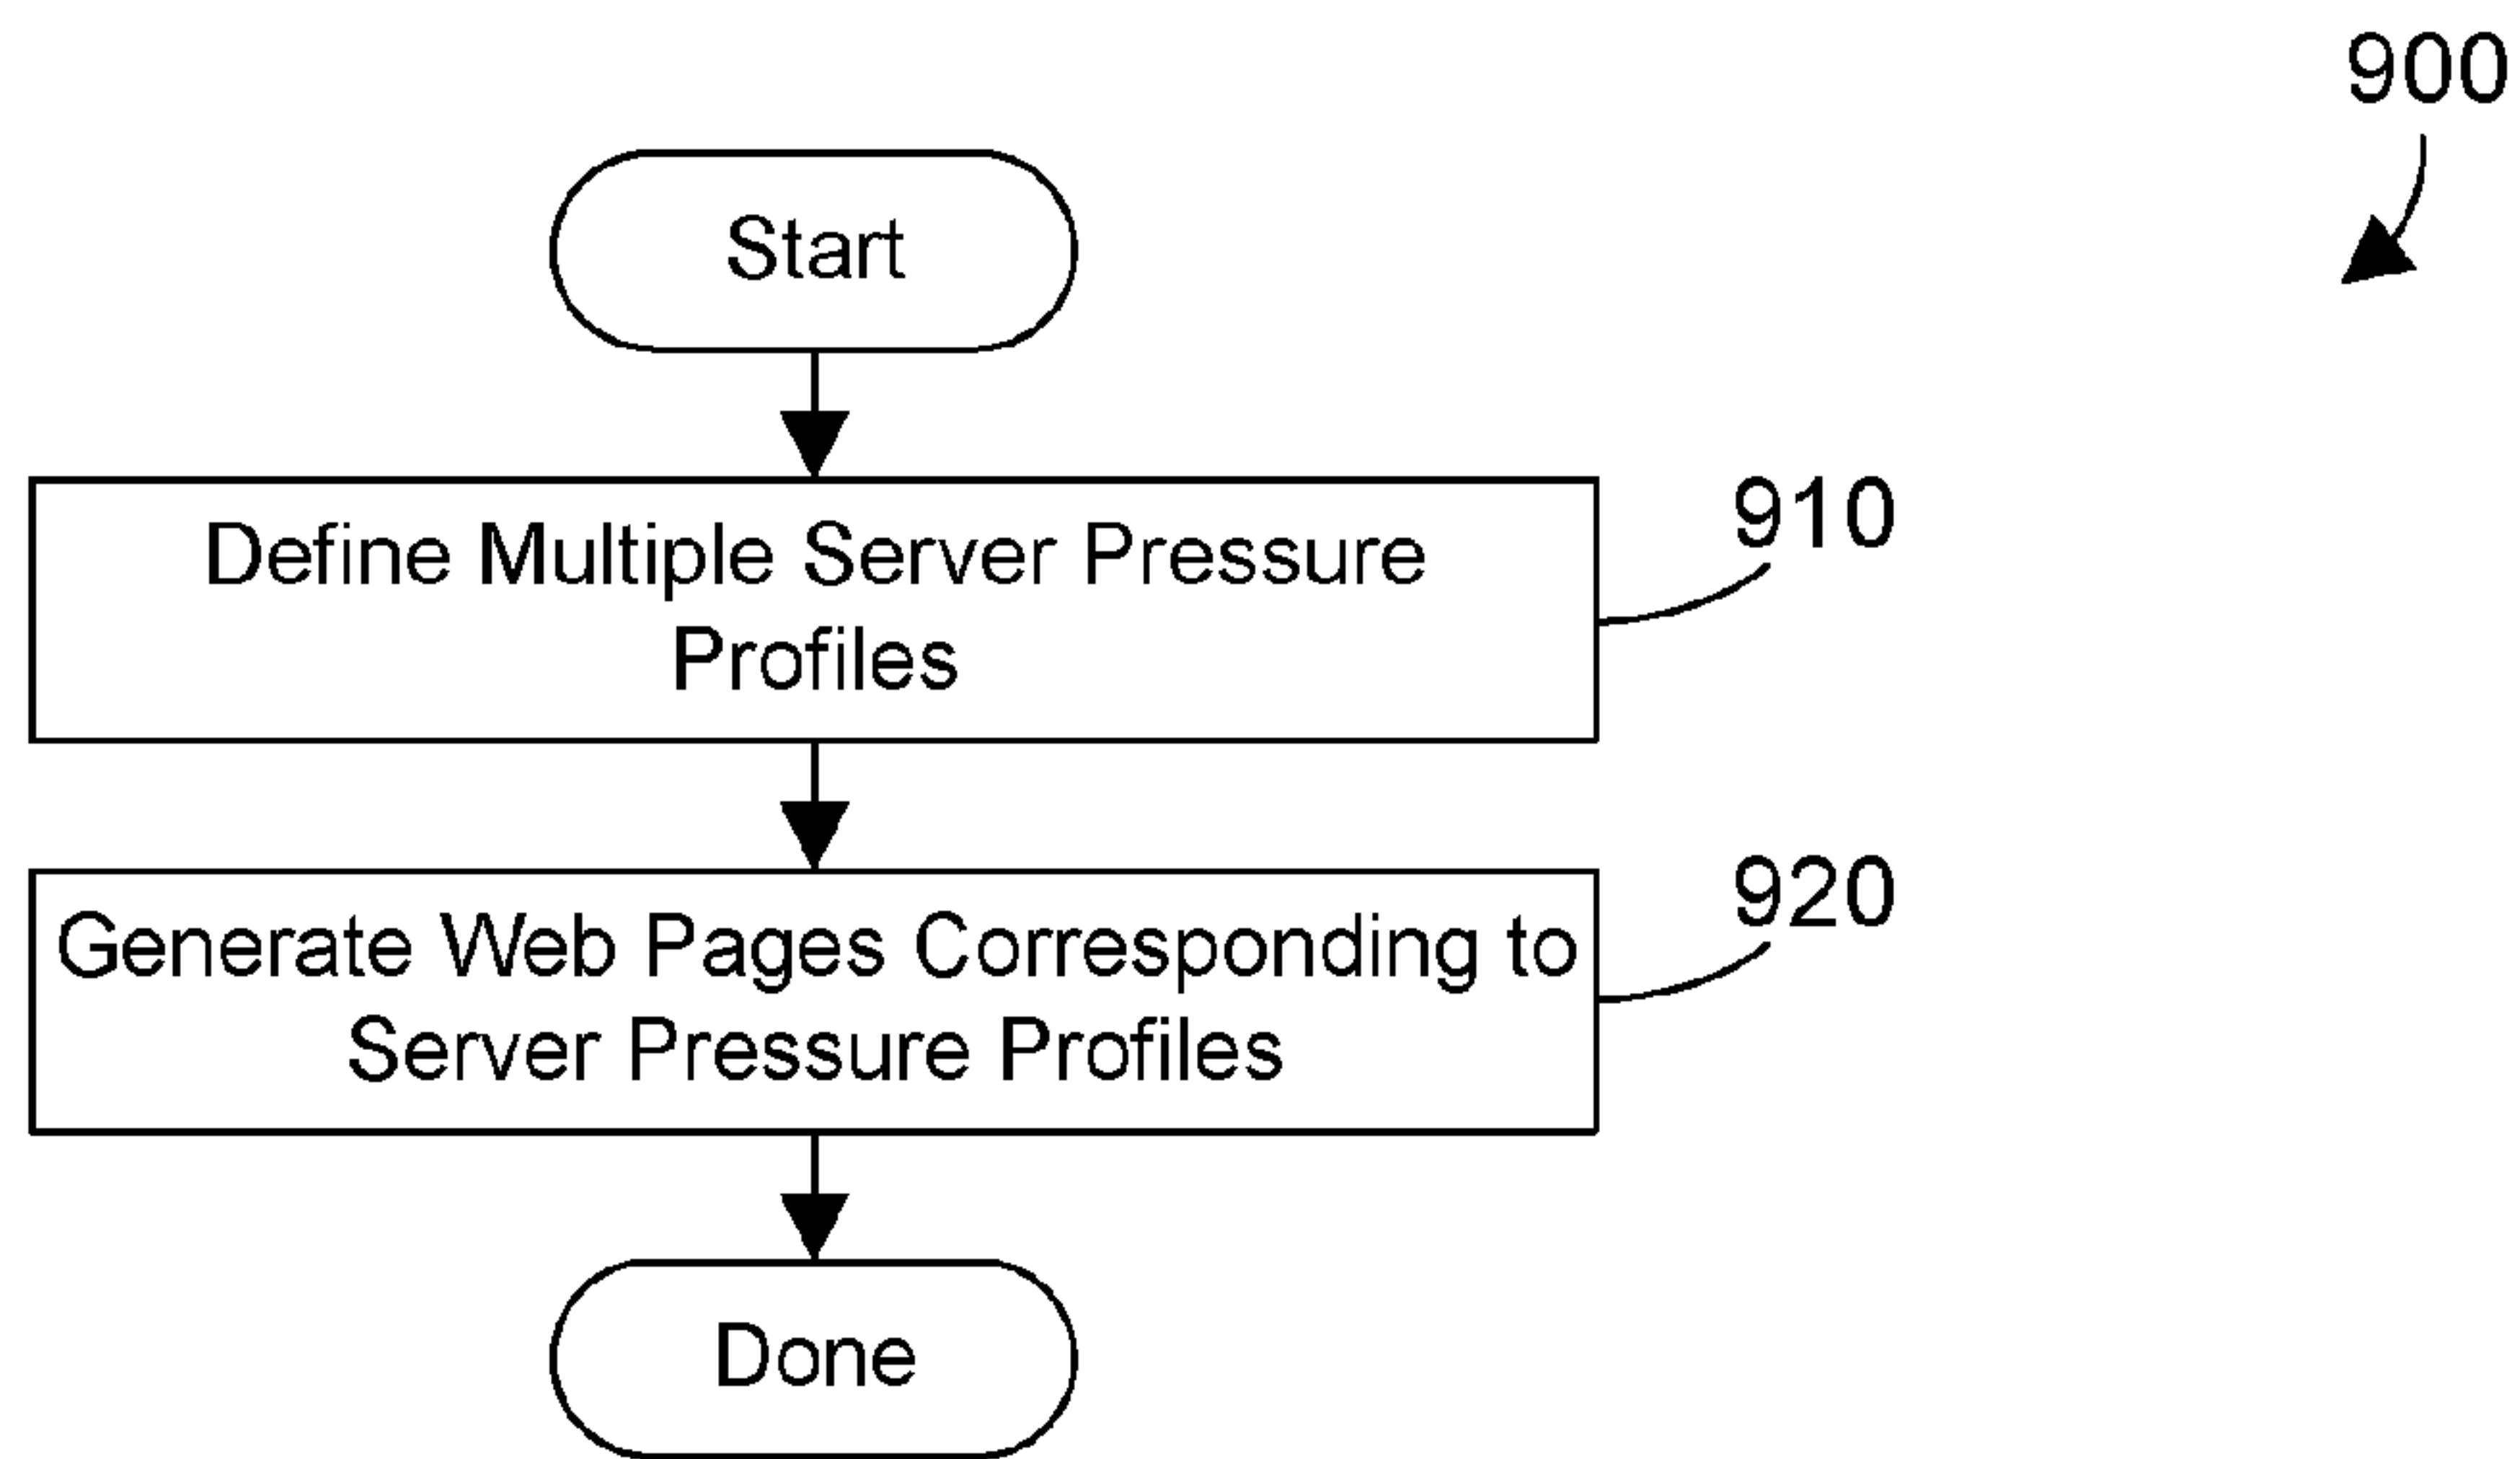 900
Start
Define Multiple Server Pressure
Profiles
910
Generate Web Pages Corresponding to
Server Pressure Profiles
920
Done